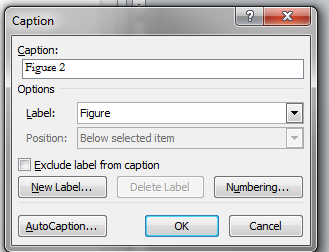 Caption
?
Caption:
Figure 2
Options
Label: Figure
Position: Below selected item
Exclude label from caption
New Label... Delete Label Numbering...
AutoCaption... OK Cancel